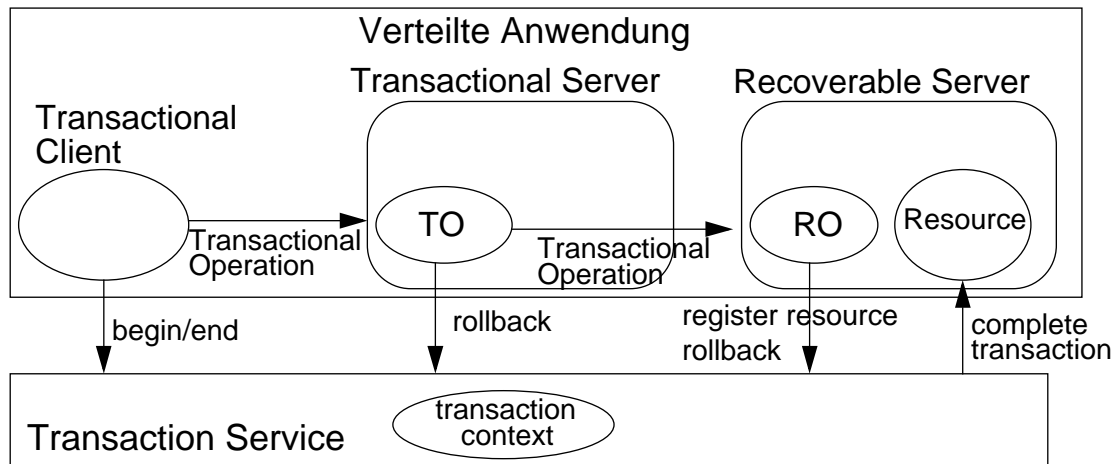 Verteilte Anwendung
Transactional Server
Recoverable Server
Transactional
Client
TO
RO
Resource
Transactional
Operation
Transactional
Operation
begin/end
rollback
register resource
rollback
complete
transaction
transaction
context
Transaction Service